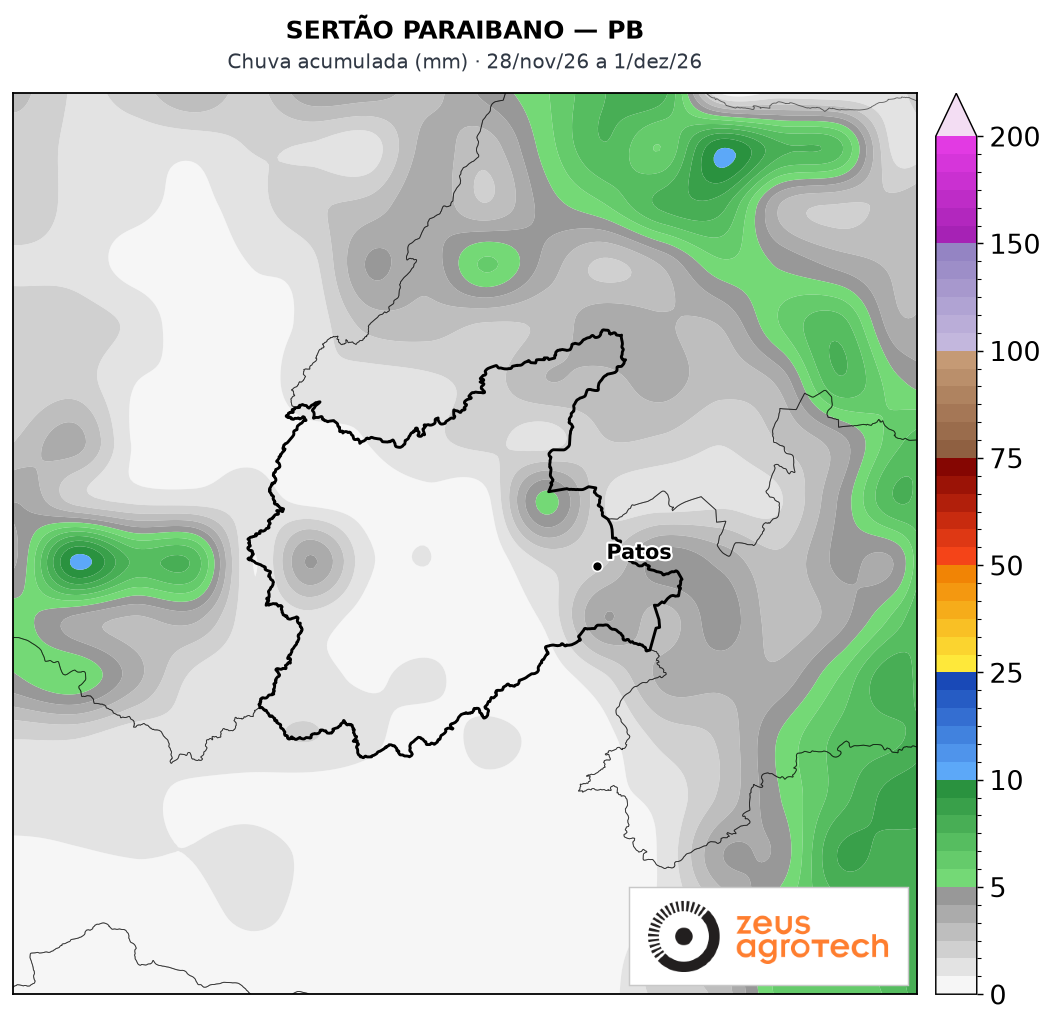 SERTÃO PARAIBANO — PB
Chuva acumulada (mm) · 28/nov/26 a 1/dez/26
200
150
100
75
50
25
10
5
0
Patos
zeus
agrotech